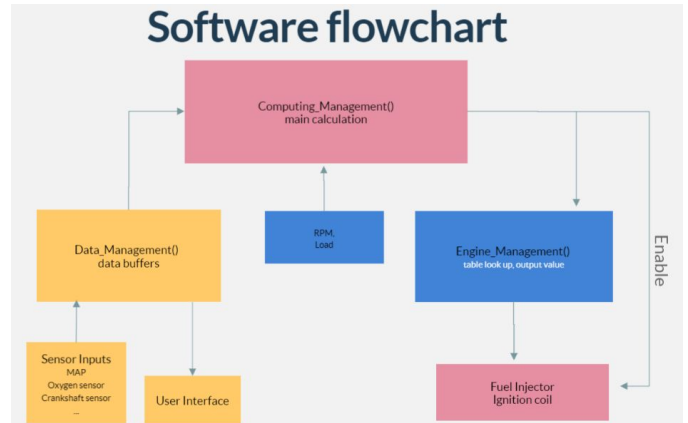 Software flowchart
Computing_Management()
main calculation
Data_Management()
data buffers
RPM,
Load
Engine_Management()
table look up, output value
Enable
Sensor Inputs
MAP
Oxygen sensor
Crankshaft sensor
...
User Interface
Fuel Injector
Ignition coil